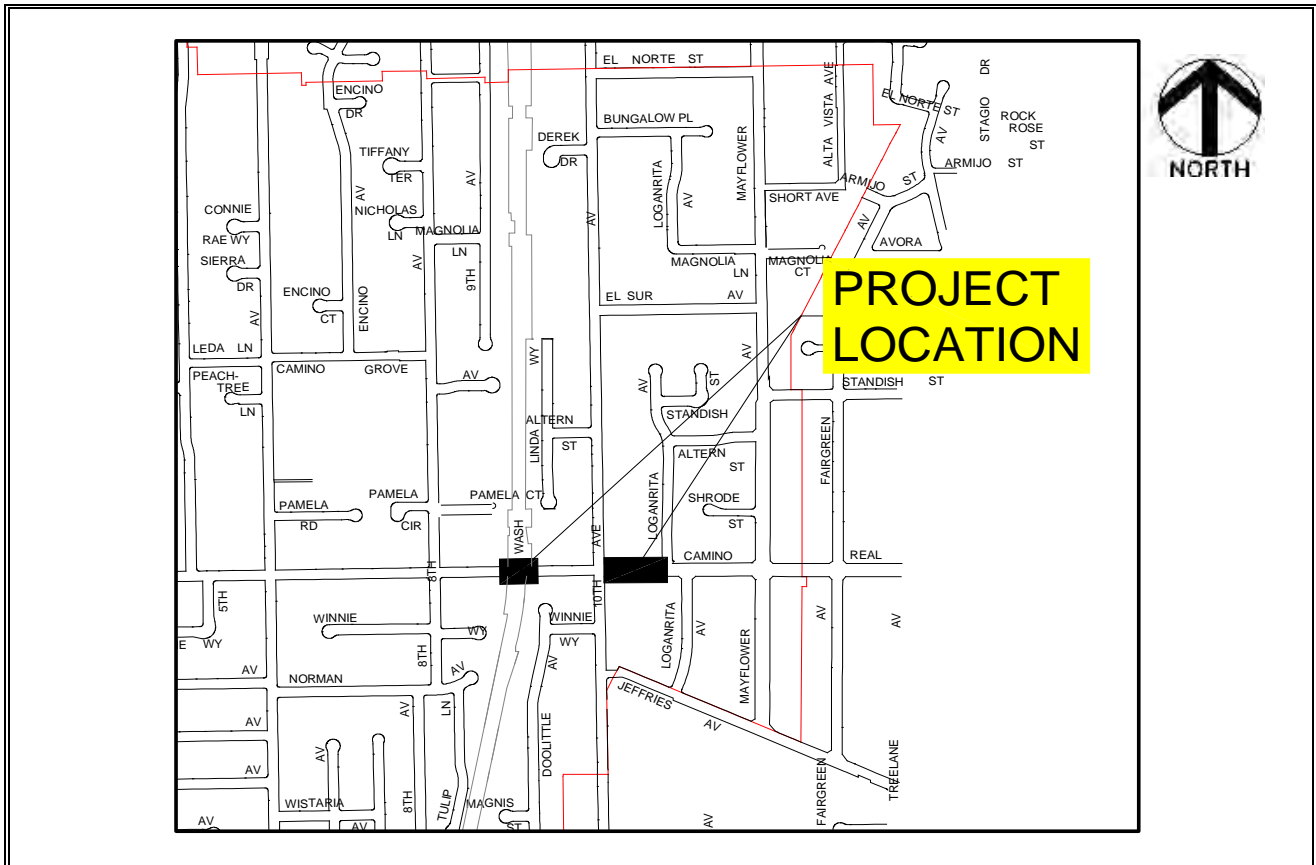 EL NORTE ST
ENCINO
DR
ALTA VISTA AVE
EL NORTE ST
STAGIO DR
ROCK
ROSE
ST
NORTH
BUNGALOW PL
DEREK
DR
TIFFANY
TER
AV
AV
MAYFLOWER
AV
ARMIJO ST
ARMIJO ST
CONNIE
RAE WY
NICHOLAS
LN
MAGNOLIA
LN
AV
LOGANRITA
AV
SHORT AVE
AV
AVORA
SIERRA
DR
AV
9TH
MAGNOLIA
LN
MAGNOLIA
CT
PROJECT
LOCATION
ENCINO
CT
ENCINO
AV
EL SUR AV
LEDA LN
CAMINO GROVE
AV
PEACH-
TREE
LN
LINDA WY
AV
ST
AV
STANDISH ST
STANDISH
ALTERN
ST
ALTERN
ST
FAIRGREEN
PAMELA
RD
PAMELA
CIR
PAMELA CT
LOGANRITA
SHRODE
ST
WASH
AVE
10TH
CAMINO
REAL
8TH
5TH
WINNIE
WY
WINNIE
WY
E WY
AV
NORMAN
8TH
AV
AV
LOGANRITA
AV
MAYFLOWER
AV
AV
AV
AV
LN
JEFFRIES
AV
AV
AV
DOOLITTLE
WISTARIA
AV
8TH
TULIP
MAGNIS
ST
AV
AV
FAIRGREEN
TREELANE